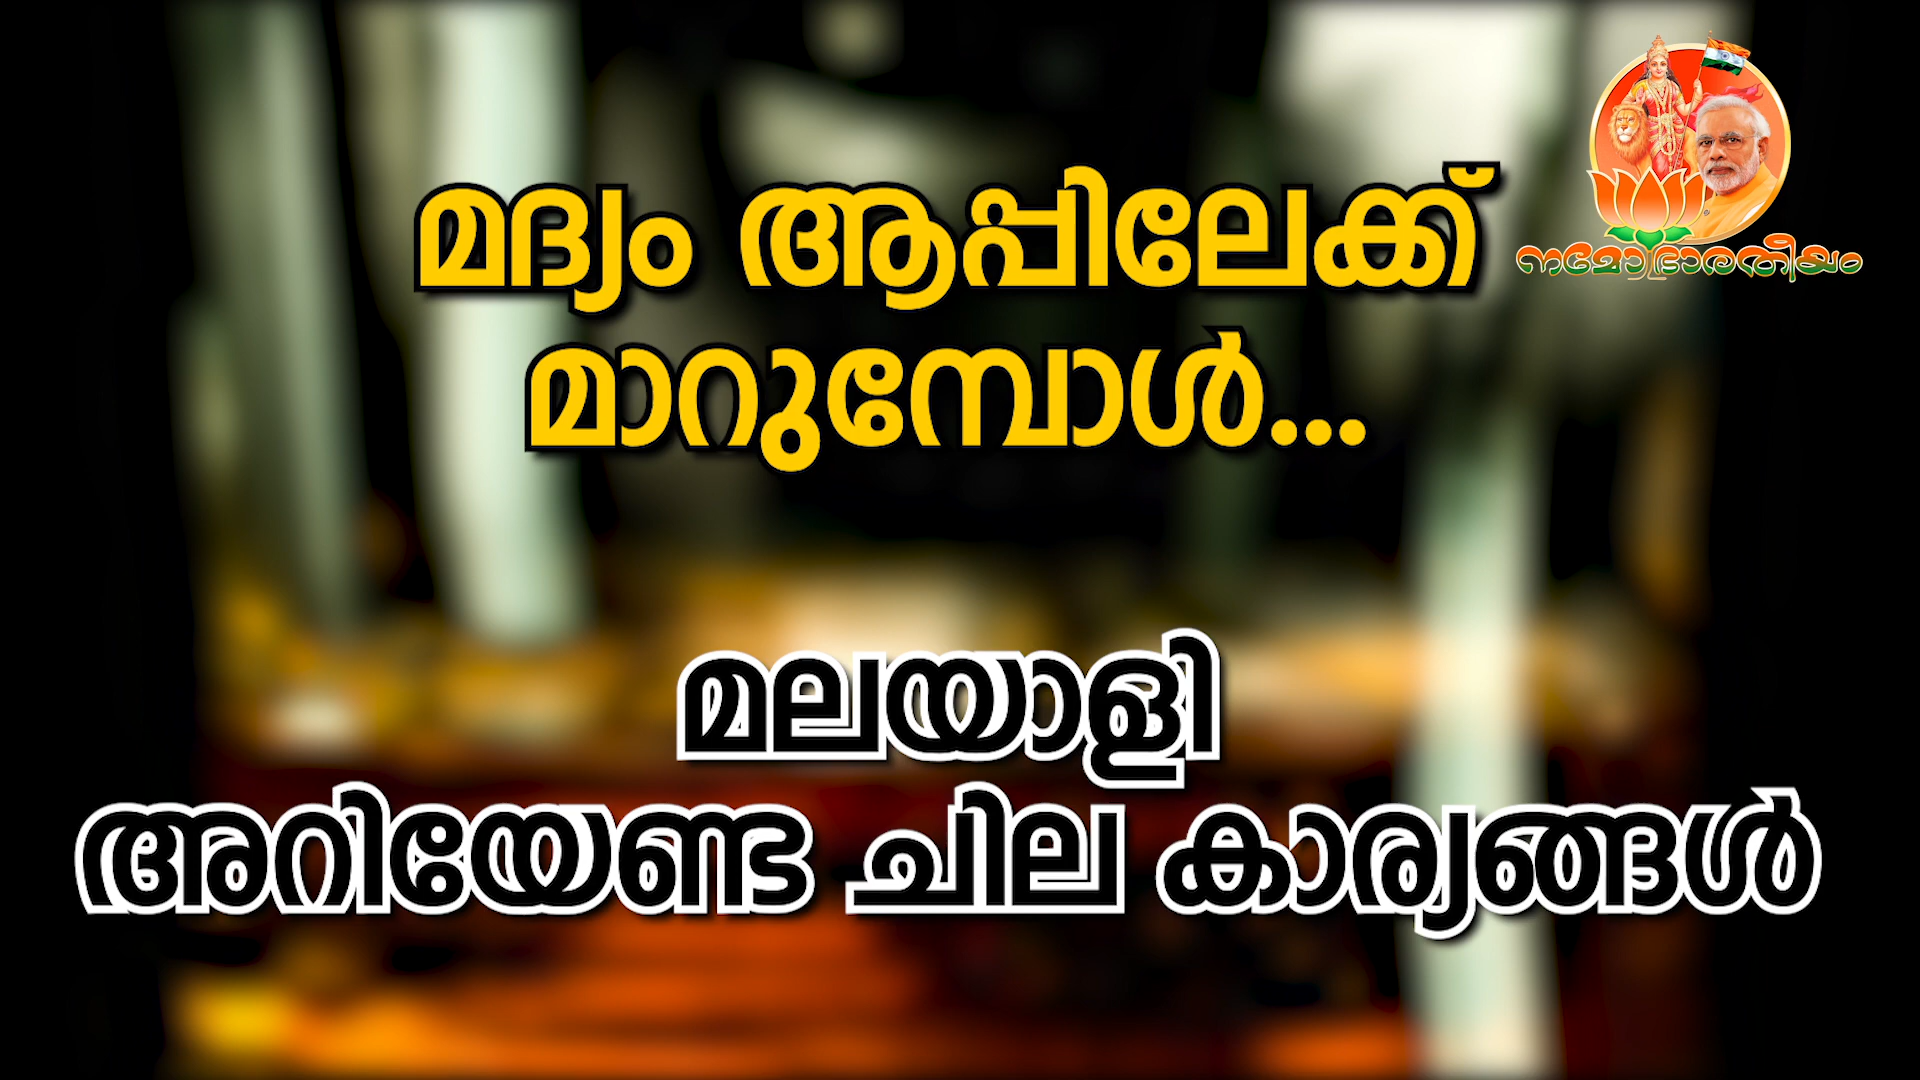 മദ്യം ആപ്പിലേക്ക്
മാറുമ്പോൾ...
നമോഭാരതീയം
മലയാളി
അറിയേണ്ട ചില കാര്യങ്ങൾ